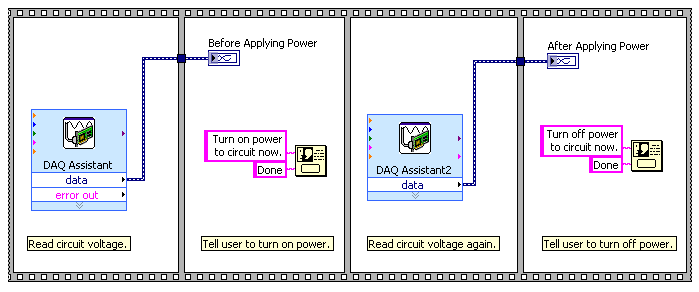 Before Applying Power
After Applying Power
DAQ Assistant
data
error out
Turn on power
to circuit now.
Done
DAQ Assistant2
data
Turn off power
to circuit now.
Done
Read circuit voltage.
Tell user to turn on power.
Read circuit voltage again.
Tell user to turn off power.